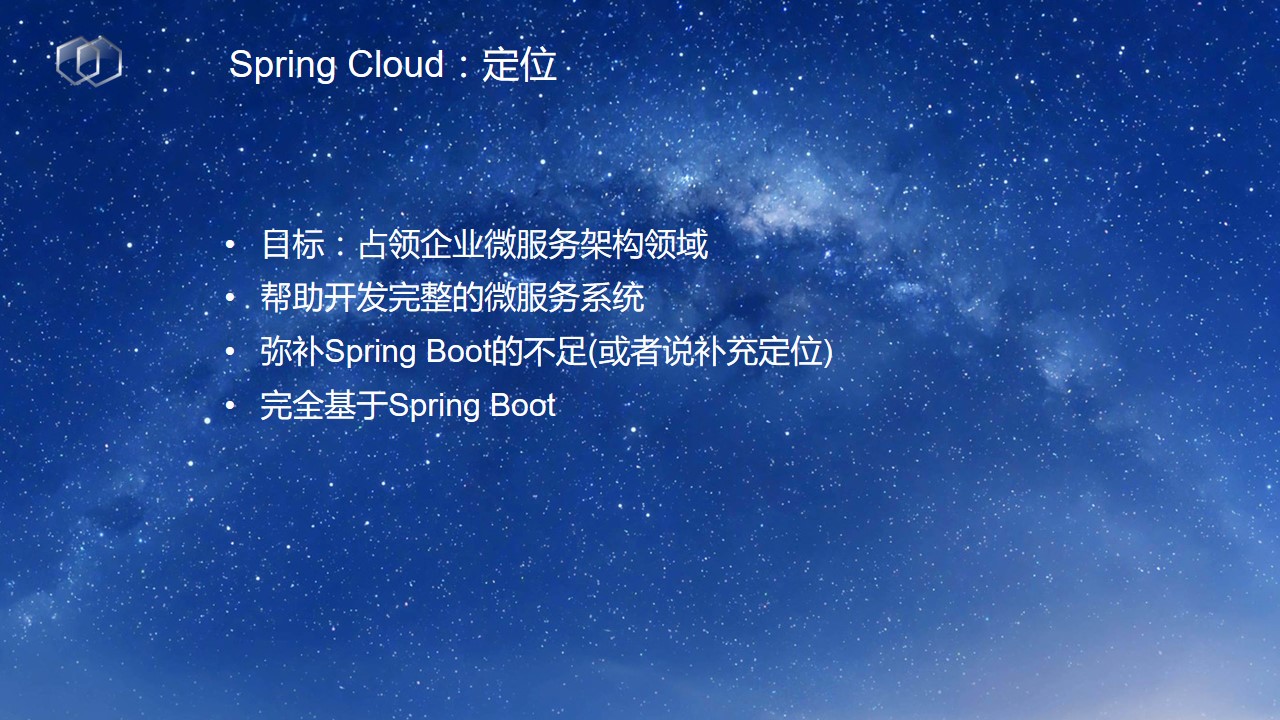 Spring Cloud：定位
• 目标：占领企业微服务架构领域
• 帮助开发完整的微服务系统
• 弥补Spring Boot的不足(或者说补充定位)
• 完全基于Spring Boot